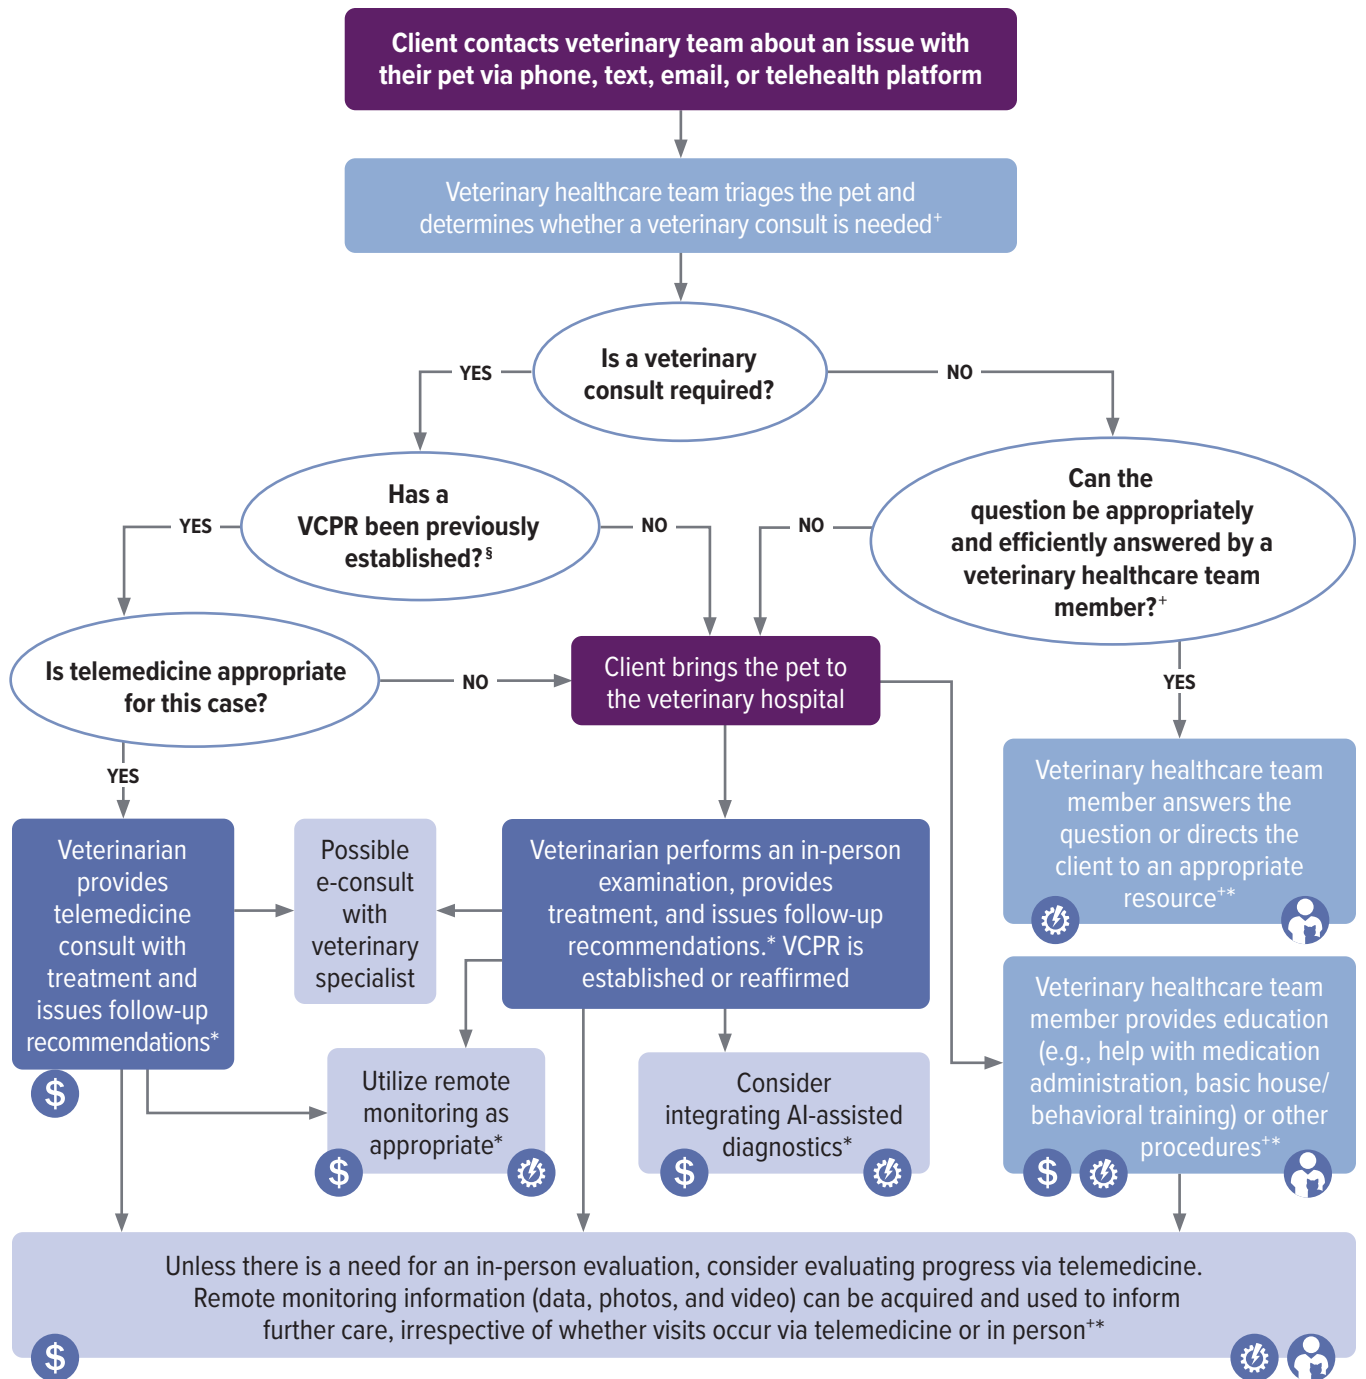 Client contacts veterinary team about an issue with
their pet via phone, text, email, or telehealth platform
Veterinary healthcare team triages the pet and
determines whether a veterinary consult is needed+
Is a veterinary
consult required?
YES
NO
Has a
VCPR been previously
established?§
YES
NO
Can the
question be appropriately
and efficiently answered by a
veterinary healthcare team
member?+
NO
YES
Is telemedicine appropriate
for this case?
NO
YES
Client brings the pet to
the veterinary hospital
Veterinarian
provides
telemedicine
consult with
treatment and
issues follow-up
recommendations*
$
Possible
e-consult
with
veterinary
specialist
Veterinarian performs an in-person
examination, provides
treatment, and issues follow-up
recommendations.* VCPR is
established or reaffirmed
Veterinary healthcare team
member answers the
question or directs the
client to an appropriate
resource+*
Utilize remote
monitoring as
appropriate*
$
Consider
integrating AI-assisted
diagnostics*
$
Veterinary healthcare team
member provides education
(e.g., help with medication
administration, basic house/
behavioral training) or other
procedures+*
$
Unless there is a need for an in-person evaluation, consider evaluating progress via telemedicine.
Remote monitoring information (data, photos, and video) can be acquired and used to inform
further care, irrespective of whether visits occur via telemedicine or in person+*
$